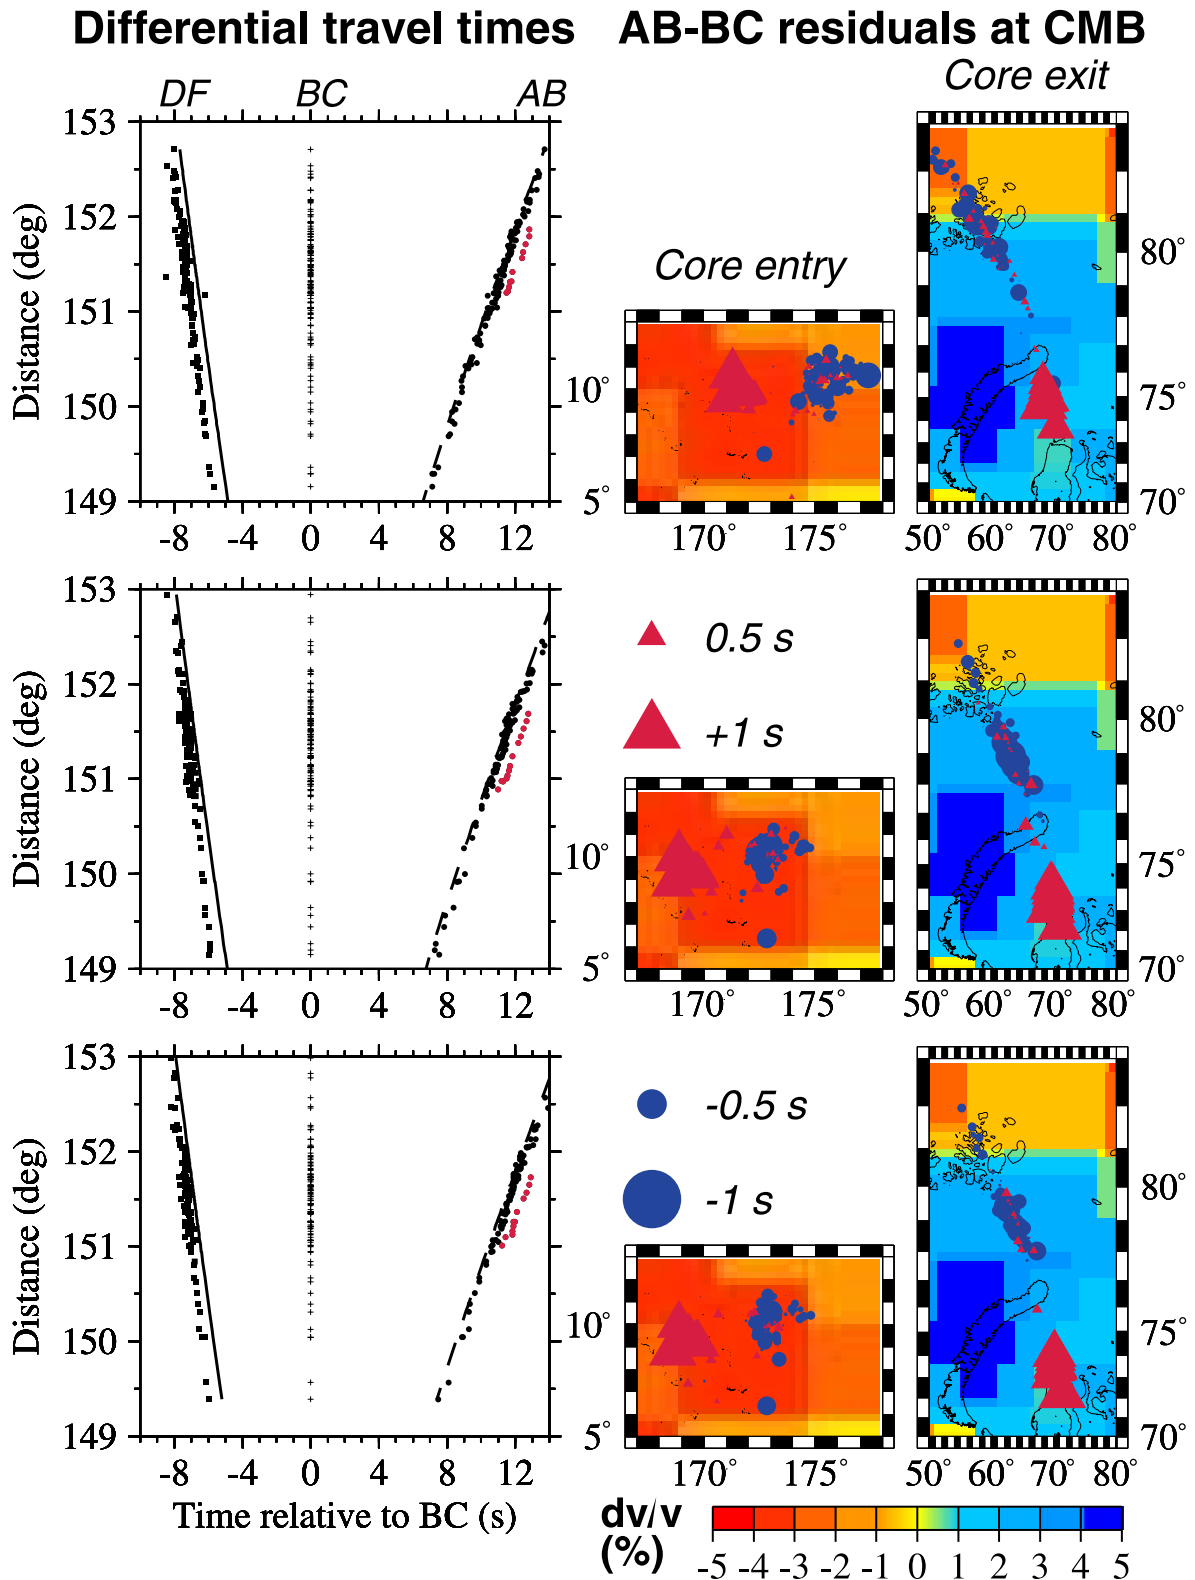 Differential travel times
AB-BC residuals at CMB
Core exit
DF BC AB
153
152
151
150
149
Distance (deg)
-8 -4 0 4 8 12
Core entry
10°
5°
170° 175°
80°
75°
70°
50° 60° 70° 80°
153
152
151
150
149
Distance (deg)
-8 -4 0 4 8 12
0.5 s
+1 s
10°
5°
170° 175°
80°
75°
70°
50° 60° 70° 80°
153
152
151
150
149
Distance (deg)
-8 -4 0 4 8 12
Time relative to BC (s)
-0.5 s
-1 s
10°
5°
170° 175°
80°
75°
70°
50° 60° 70° 80°
dv/v
(%)
-5 -4 -3 -2 -1 0 1 2 3 4 5